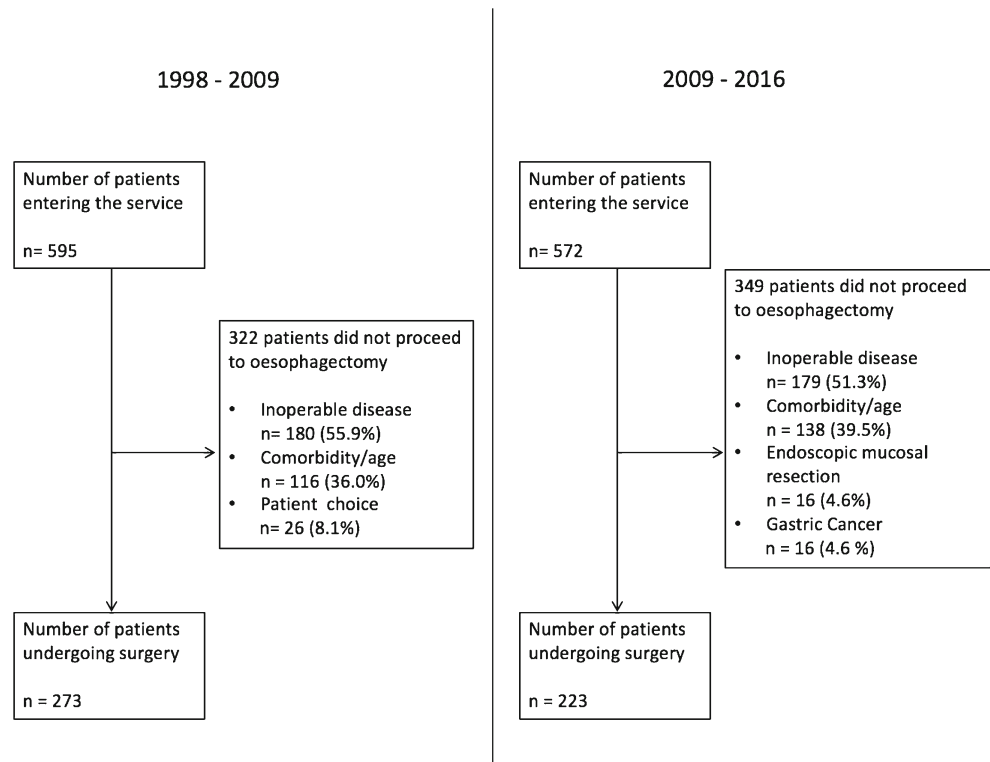 1998 - 2009
Number of patients
entering the service
n= 595
322 patients did not proceed
to oesophagectomy
• Inoperable disease
n= 180 (55.9%)
• Comorbidity/age
n = 116 (36.0%)
• Patient choice
n= 26 (8.1%)
Number of patients
undergoing surgery
n = 273
2009 - 2016
Number of patients
entering the service
n= 572
349 patients did not proceed
to oesophagectomy
• Inoperable disease
n= 179 (51.3%)
• Comorbidity/age
n = 138 (39.5%)
• Endoscopic mucosal
resection
n = 16 (4.6%)
• Gastric Cancer
n = 16 (4.6 %)
Number of patients
undergoing surgery
n = 223